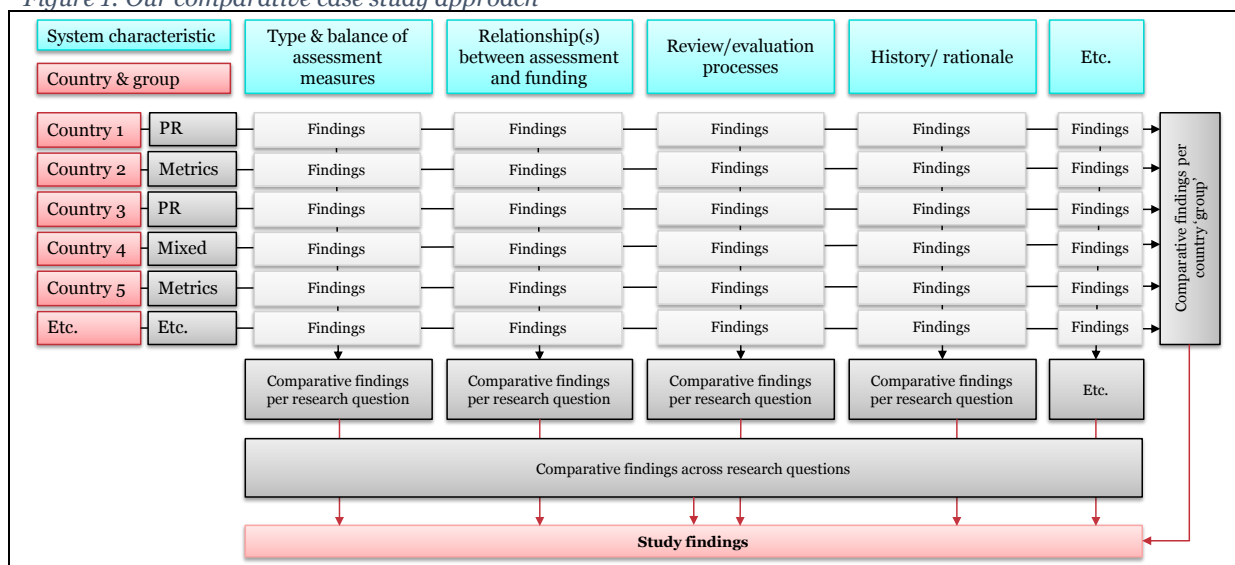 Figure 1: Our comparative case study approach
System characteristic
Country & group
Type & balance of
assessment
measures
Relationship(s)
between assessment
and funding
Review/evaluation
processes
History/ rationale
Etc.
Country 1
PR
Findings
Findings
Findings
Findings
Findings
Country 2
Metrics
Findings
Findings
Findings
Findings
Findings
Country 3
PR
Findings
Findings
Findings
Findings
Findings
Country 4
Mixed
Findings
Findings
Findings
Findings
Findings
Country 5
Metrics
Findings
Findings
Findings
Findings
Findings
Etc.
Etc.
Findings
Findings
Findings
Findings
Findings
Comparative findings per
country 'group'
Comparative findings
per research question
Comparative findings
per research question
Comparative findings
per research question
Comparative findings
per research question
Etc.
Comparative findings across research questions
Study findings